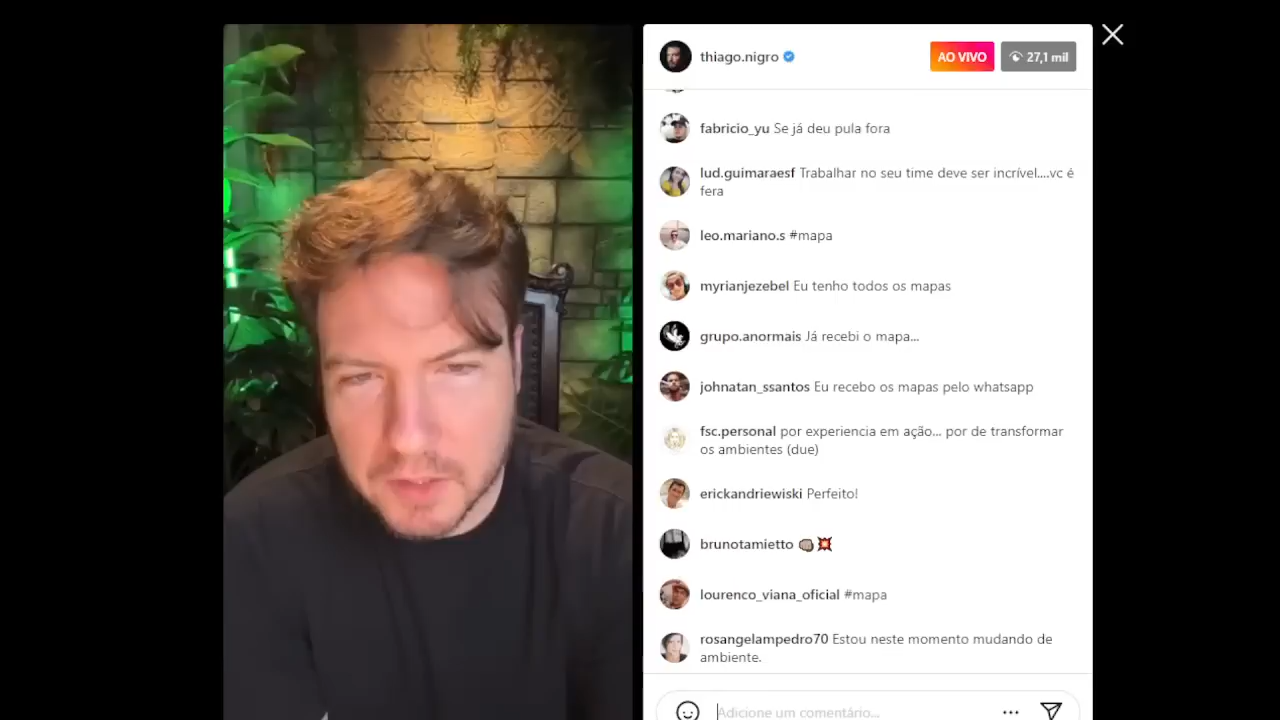 thiago.nigro
AO VIVO
27,1 mil
fabricio_yu Se já deu pula fora
lud.guimaraesf Trabalhar no seu time deve ser incrível....vc é
fera
leo.mariano.s #mapa
myrianjezebel Eu tenho todos os mapas
grupo.anormais Já recebi o mapa...
johnatan_ssantos Eu recebo os mapas pelo whatsapp
fsc.personal por experiencia em ação... por de transformar
os ambientes (due)
erickandriewiski Perfeito!
brunotamietto 👊🏽💥
lourenco_viana_oficial #mapa
rosangelampedro70 Estou neste momento mudando de
ambiente.
Adicione um comentário...